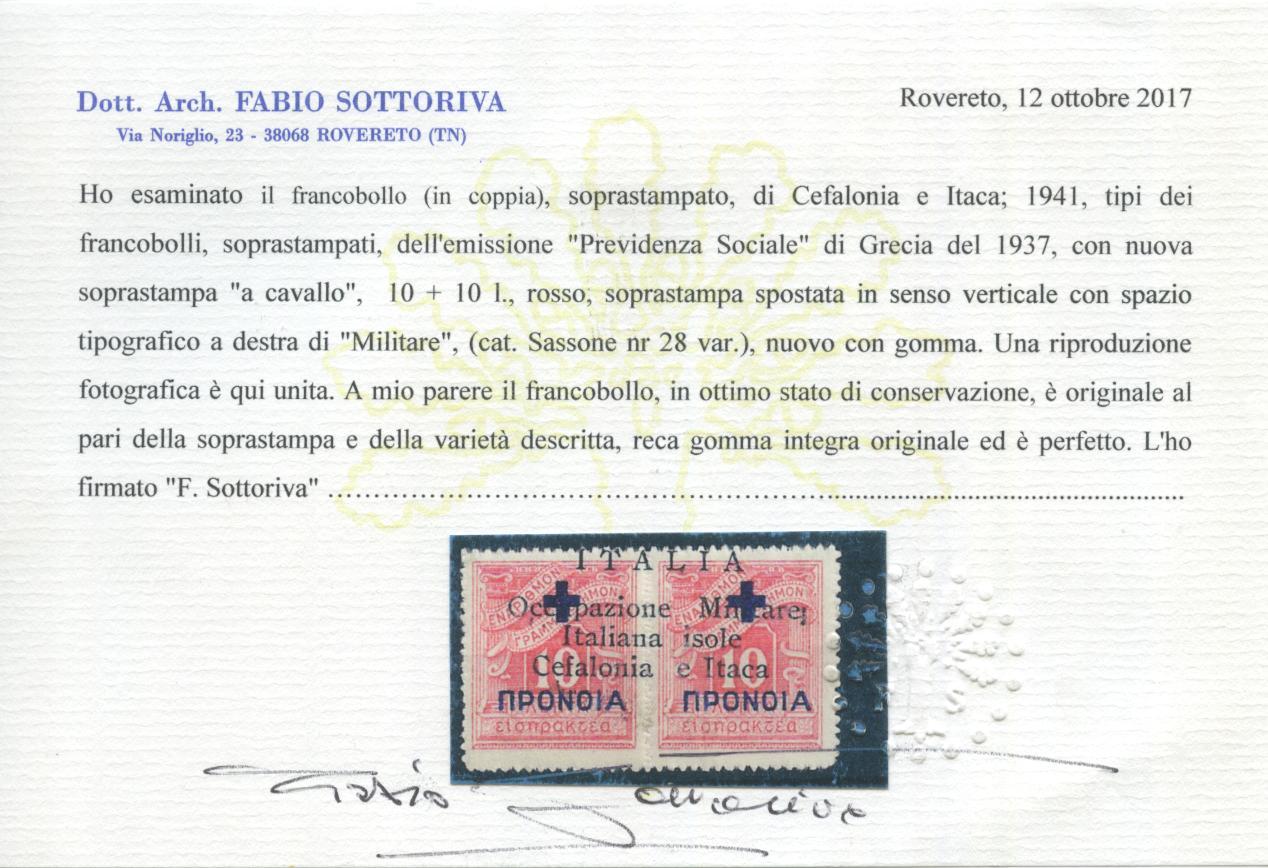 Dott. Arch. FABIO SOTTORIVA
Via Noriglio, 23 - 38068 ROVERETO (TN)
Rovereto, 12 ottobre 2017
Ho esaminato il francobollo (in coppia), soprastampato, di Cefalonia e Itaca; 1941, tipi dei
francobolli, soprastampati, dell'emissione "Previdenza Sociale" di Grecia del 1937, con nuova
soprastampa "a cavallo", 10 + 10 l., rosso, soprastampa spostata in senso verticale con spazio
tipografico a destra di "Militare", (cat. Sassone nr 28 var.), nuovo con gomma. Una riproduzione
fotografica è qui unita. A mio parere il francobollo, in ottimo stato di conservazione, è originale al
pari della soprastampa e della varietà descritta, reca gomma integra originale ed è perfetto. L'ho
firmato "F. Sottoriva"
ITALIA
Occupazione Militare
Italiana isole
Cefalonia e Itaca
10 10
ΠΡΟΝΟΙΑ ΠΡΟΝΟΙΑ
εἰσπρακτέα εἰσπρακτέα